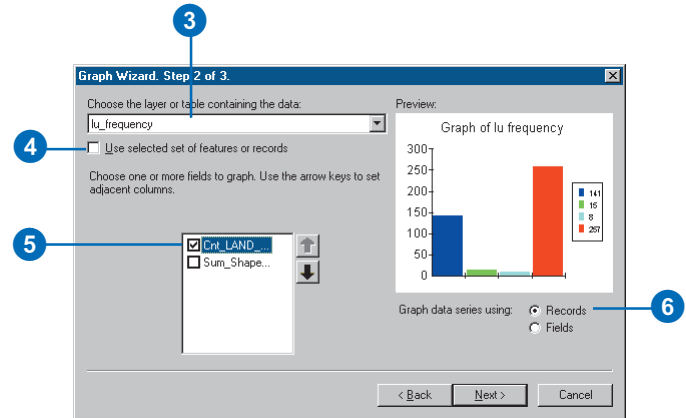 3
Graph Wizard. Step 2 of 3.
Choose the layer or table containing the data:
lu_frequency
4
Use selected set of features or records
Choose one or more fields to graph. Use the arrow keys to set
adjacent columns.
5
Cnt_LAND_...
Sum_Shape...
Preview:
Graph of lu frequency
300
250
200
150
100
50
0
141
15
8
257
Graph data series using:
Records
6
Fields
< Back
Next >
Cancel